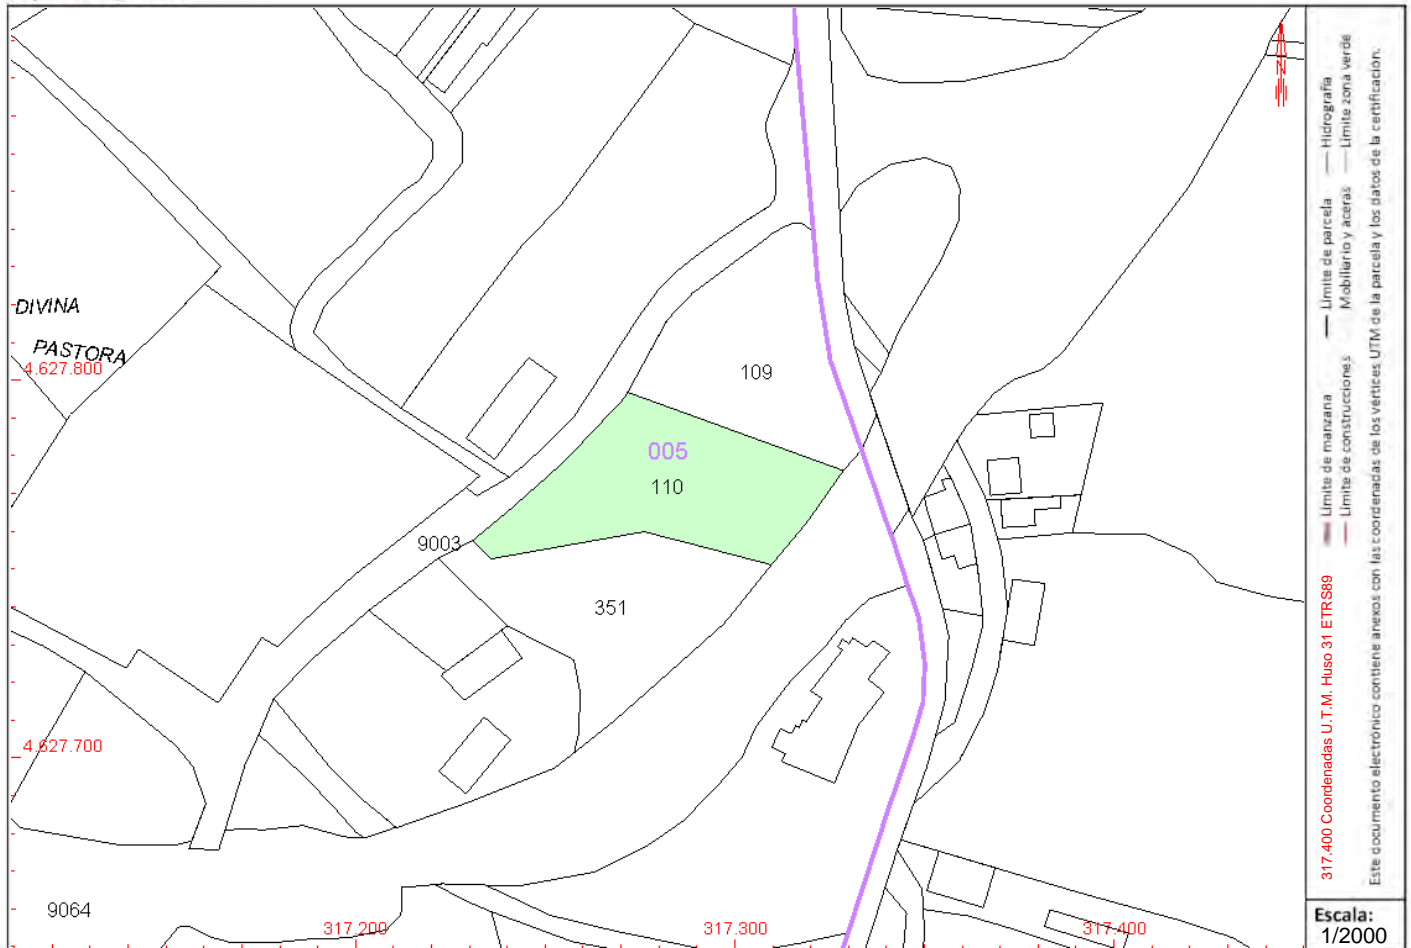 DIVINA
PASTORA
4.627.800
109
005
110
9003
351
4.627.700
9064
317.200
317.300
317.400
N
317.400 Coordenadas U.T.M. Huso 31 ETRS89
Límite de manzana
Límite de parcela
Hidrografía
Límite de construcciones
Mobiliario y aceras
Límite zona verde
Este documento electrónico contiene anexos con las coordenadas de los vértices UTM de la parcela y los datos de la certificación.
Escala:
1/2000